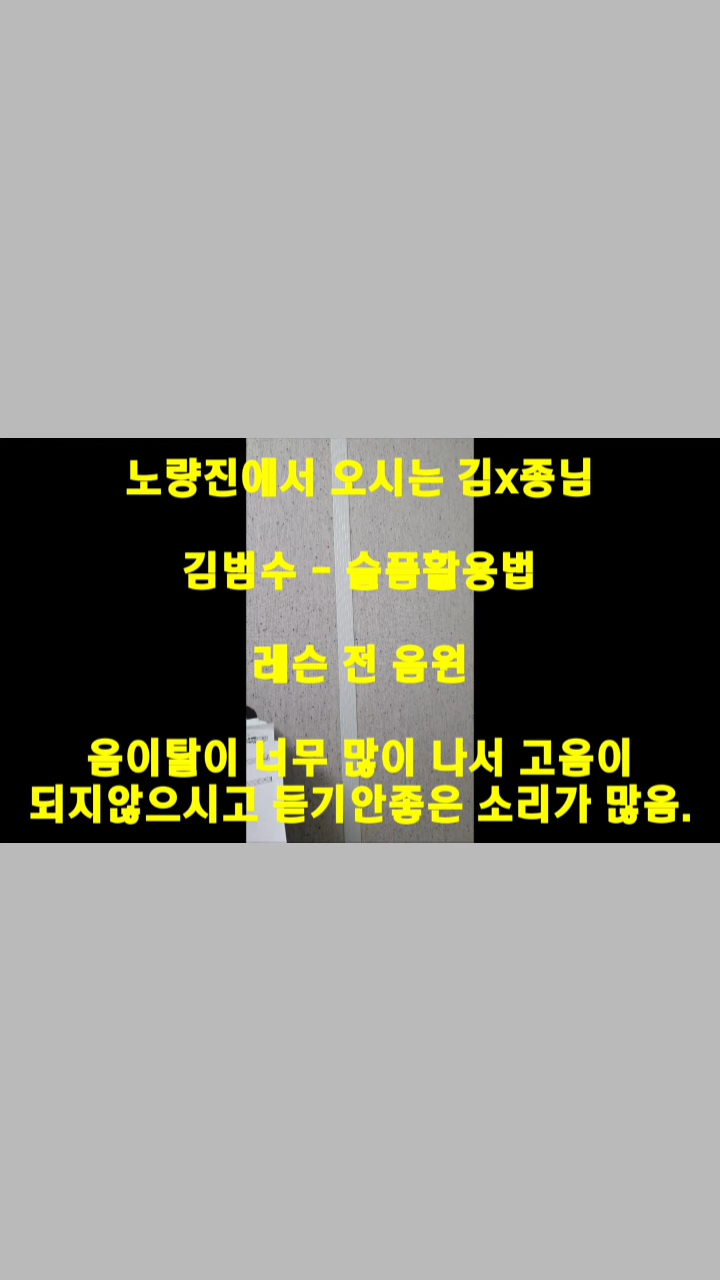 노량진에서 오시는 김x종님
김범수 - 슬픔활용법
레슨 전 음원
음이탈이 너무 많이 나서 고음이
되지않으시고 듣기안좋은 소리가 많음.